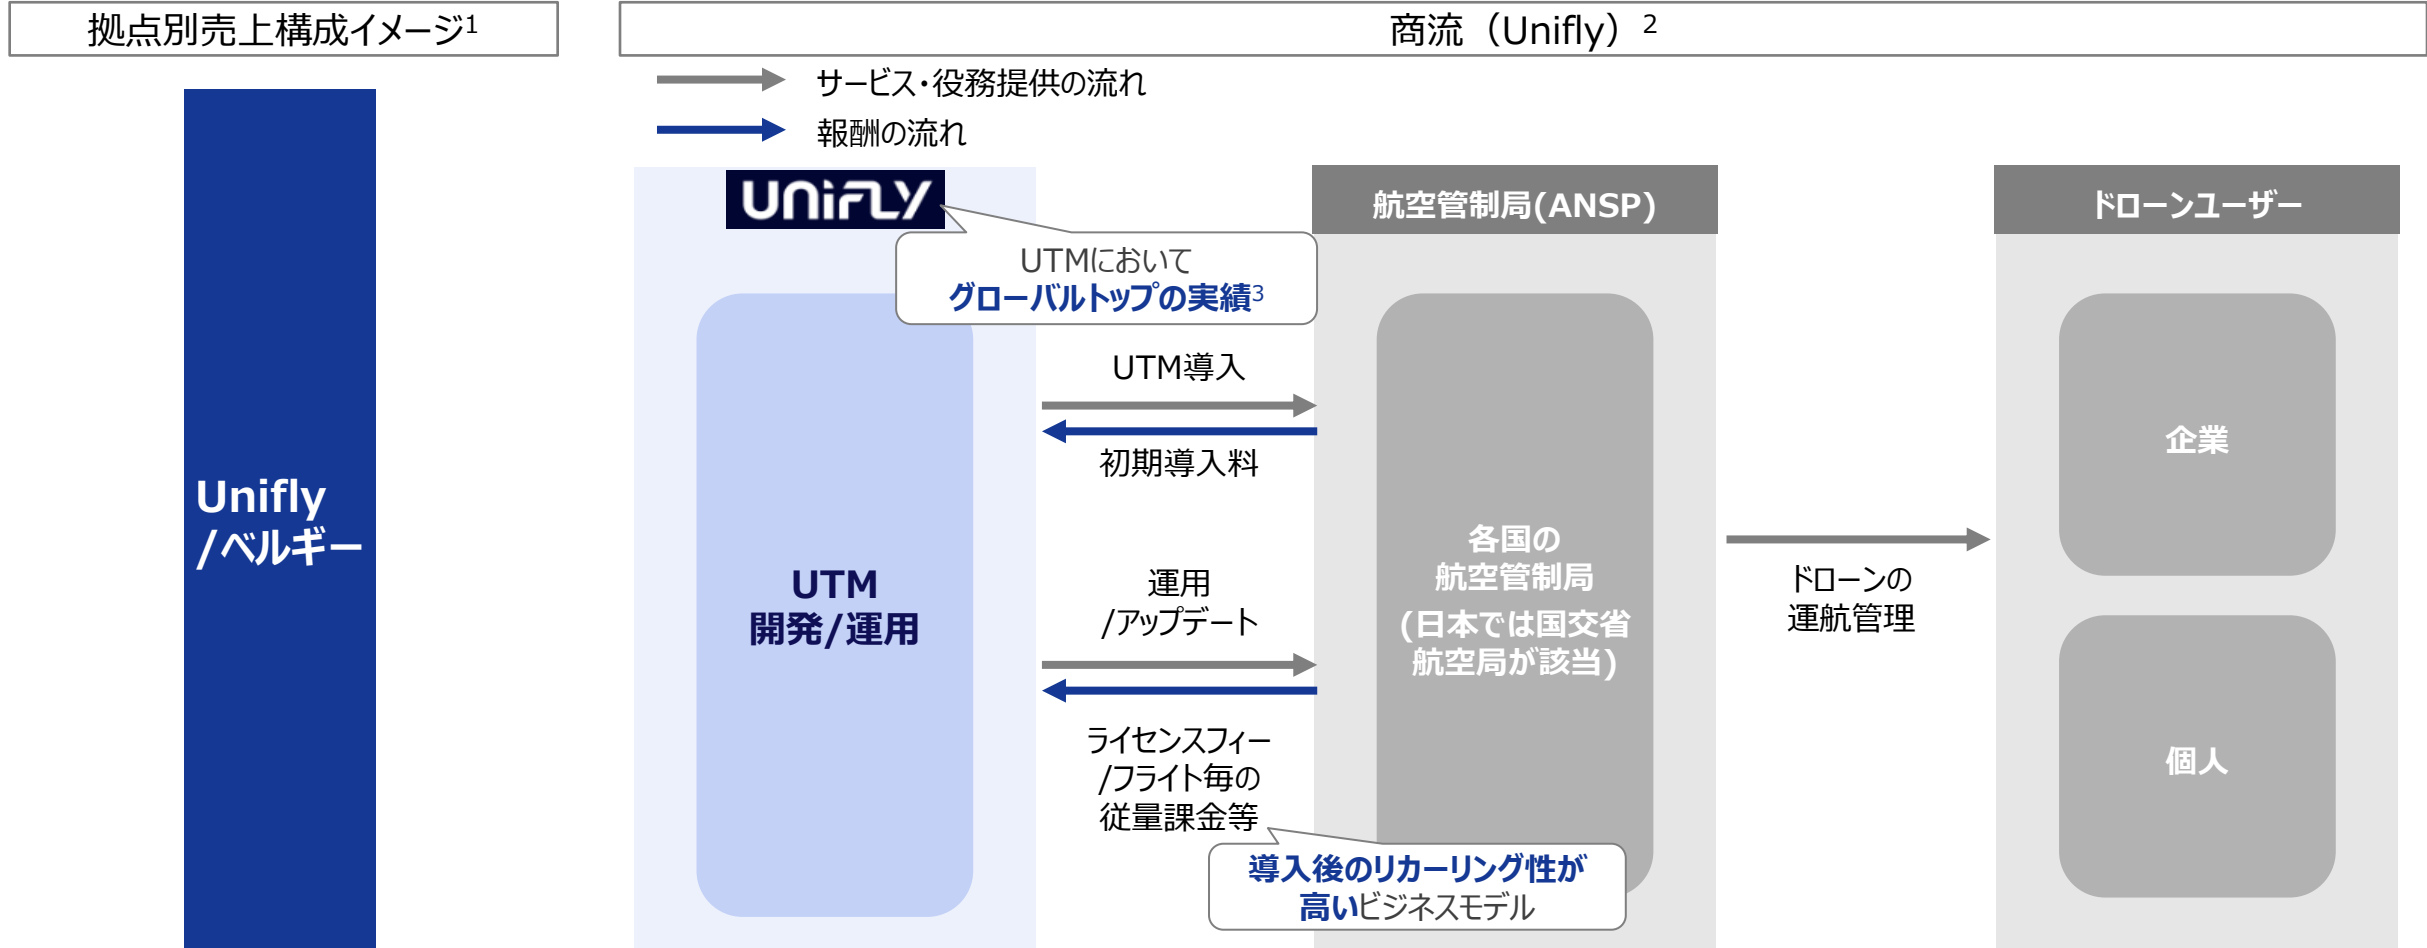 拠点別売上構成イメージ1
商流（Unifly）2
サービス・役務提供の流れ
報酬の流れ
Unifly
/ベルギー
UNIFLY
UTMにおいて
グローバルトップの実績3
UTM
開発/運用
UTM導入
初期導入料
運用
/アップデート
ライセンスフィー
/フライト毎の
従量課金等
導入後のリカーリング性が
高いビジネスモデル
航空管制局(ANSP)
各国の
航空管制局
(日本では国交省
航空局が該当)
ドローンの
運航管理
ドローンユーザー
企業
個人